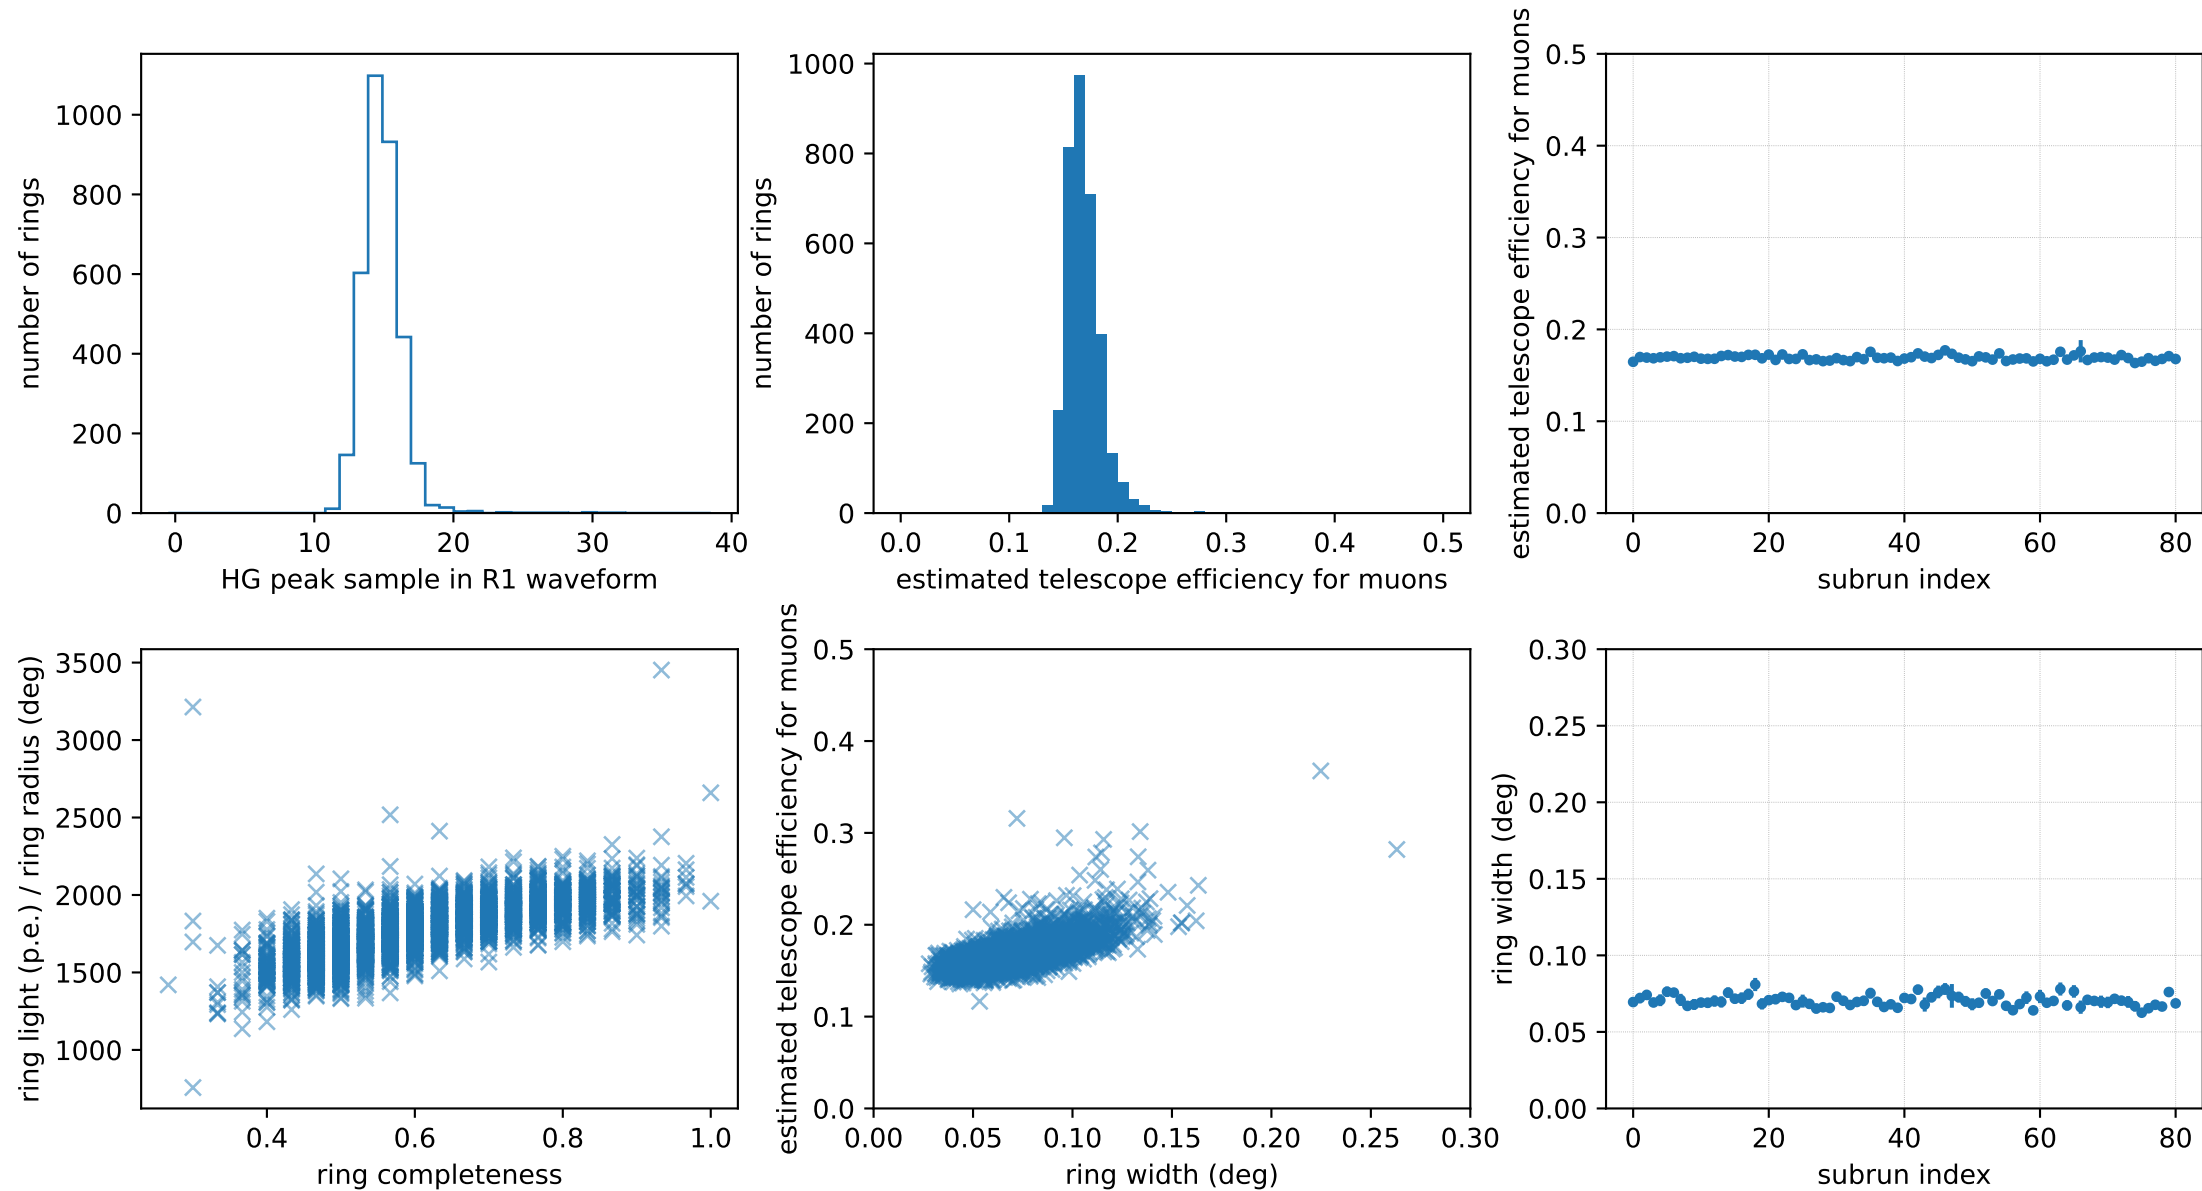 number of rings
1000
800
600
400
200
0
0 10 20 30 40
HG peak sample in R1 waveform
number of rings
1000
800
600
400
200
0
0.0 0.1 0.2 0.3 0.4 0.5
estimated telescope efficiency for muons
estimated telescope efficiency for muons
0.5
0.4
0.3
0.2
0.1
0.0
0 20 40 60 80
subrun index
ring light (p.e.) / ring radius (deg)
3500
3000
2500
2000
1500
1000
0.4 0.6 0.8 1.0
ring completeness
estimated telescope efficiency for muons
0.5
0.4
0.3
0.2
0.1
0.0
0.00 0.05 0.10 0.15 0.20 0.25 0.30
ring width (deg)
ring width (deg)
0.30
0.25
0.20
0.15
0.10
0.05
0.00
0 20 40 60 80
subrun index